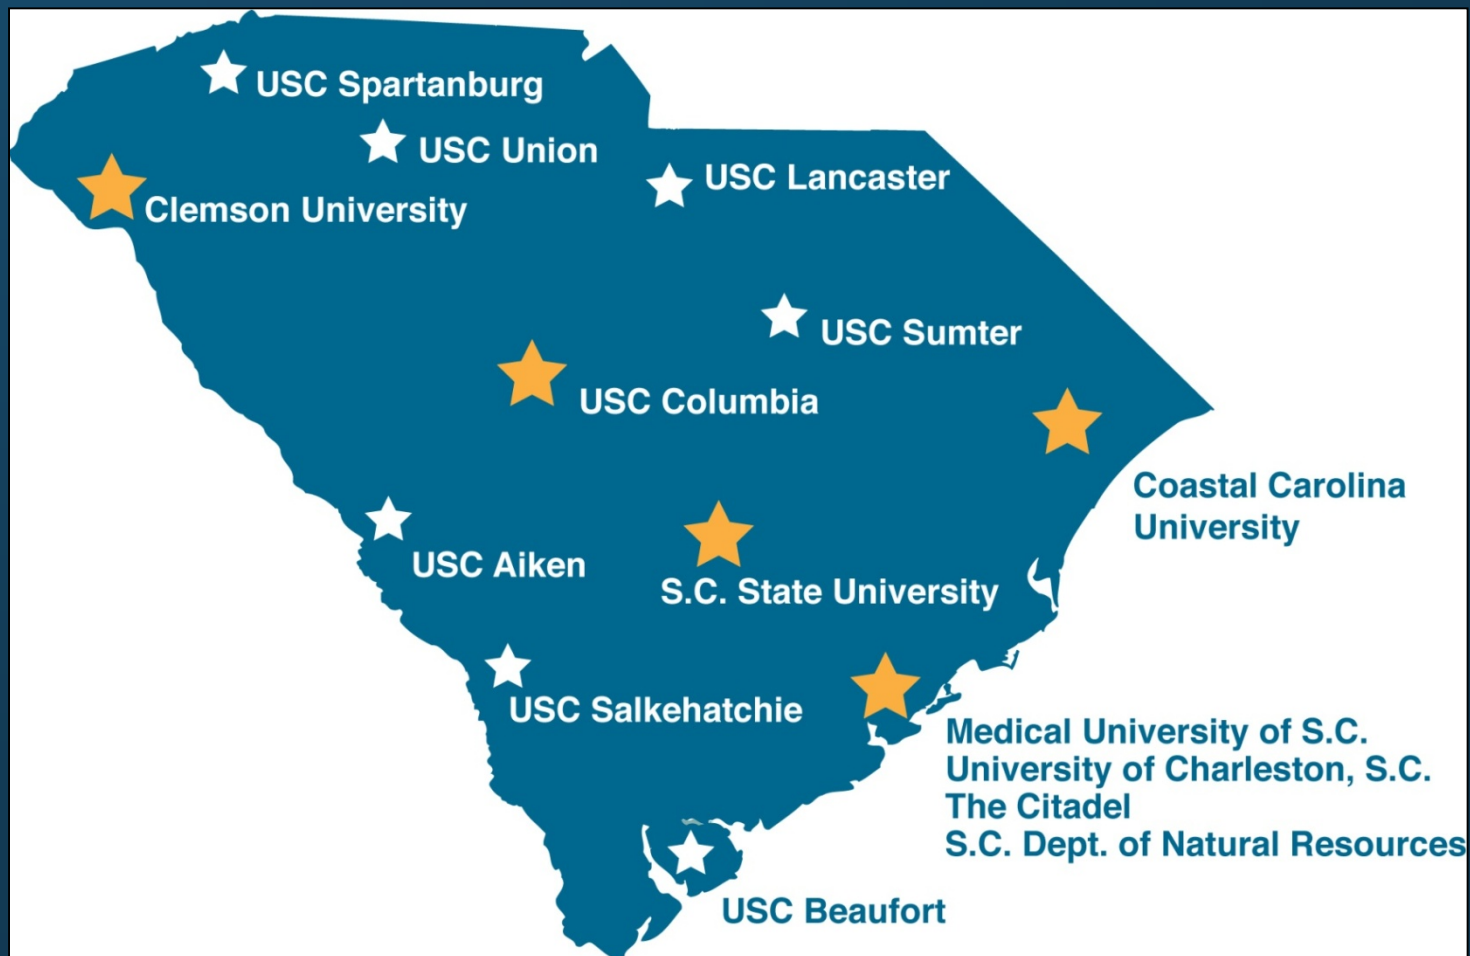 USC Spartanburg
USC Union
USC Lancaster
Clemson University
USC Sumter
USC Columbia
Coastal Carolina
University
USC Aiken
S.C. State University
USC Salkehatchie
Medical University of S.C.
University of Charleston, S.C.
The Citadel
S.C. Dept. of Natural Resources
USC Beaufort